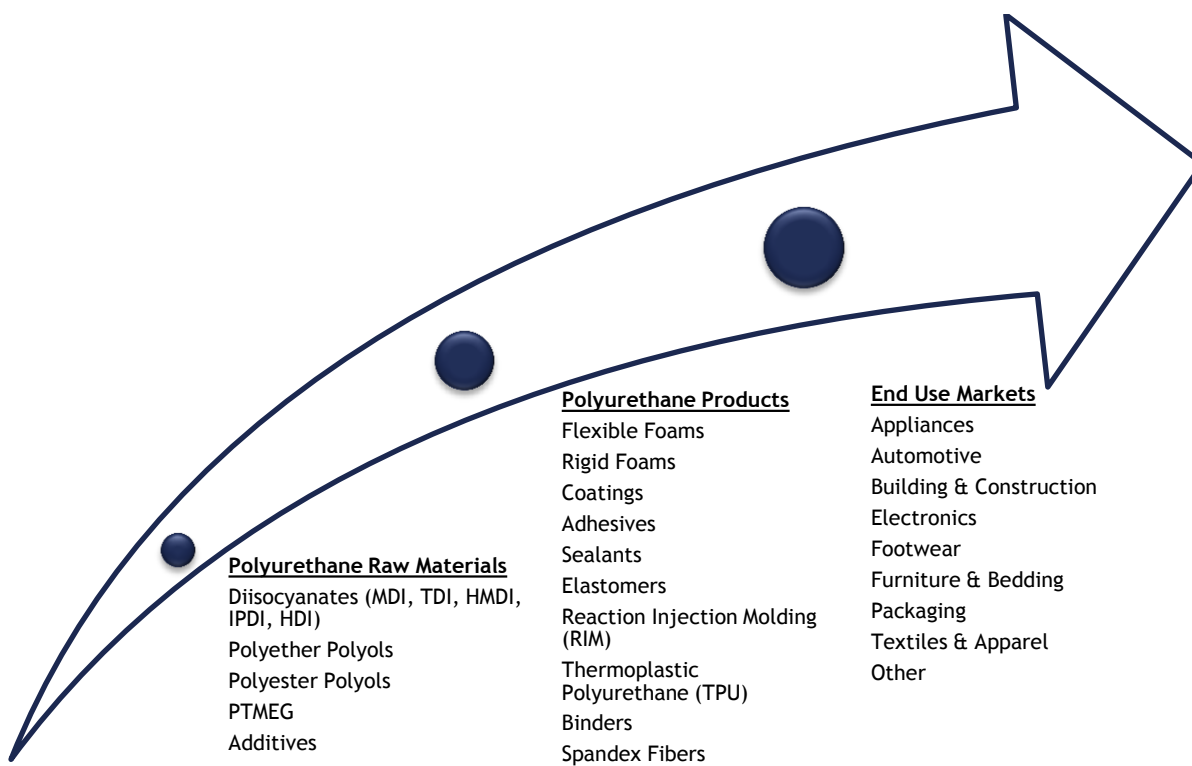 Polyurethane Raw Materials
Diisocyanates (MDI, TDI, HMDI,
IPDI, HDI)
Polyether Polyols
Polyester Polyols
PTMEG
Additives
Polyurethane Products
Flexible Foams
Rigid Foams
Coatings
Adhesives
Sealants
Elastomers
Reaction Injection Molding
(RIM)
Thermoplastic
Polyurethane (TPU)
Binders
Spandex Fibers
End Use Markets
Appliances
Automotive
Building & Construction
Electronics
Footwear
Furniture & Bedding
Packaging
Textiles & Apparel
Other